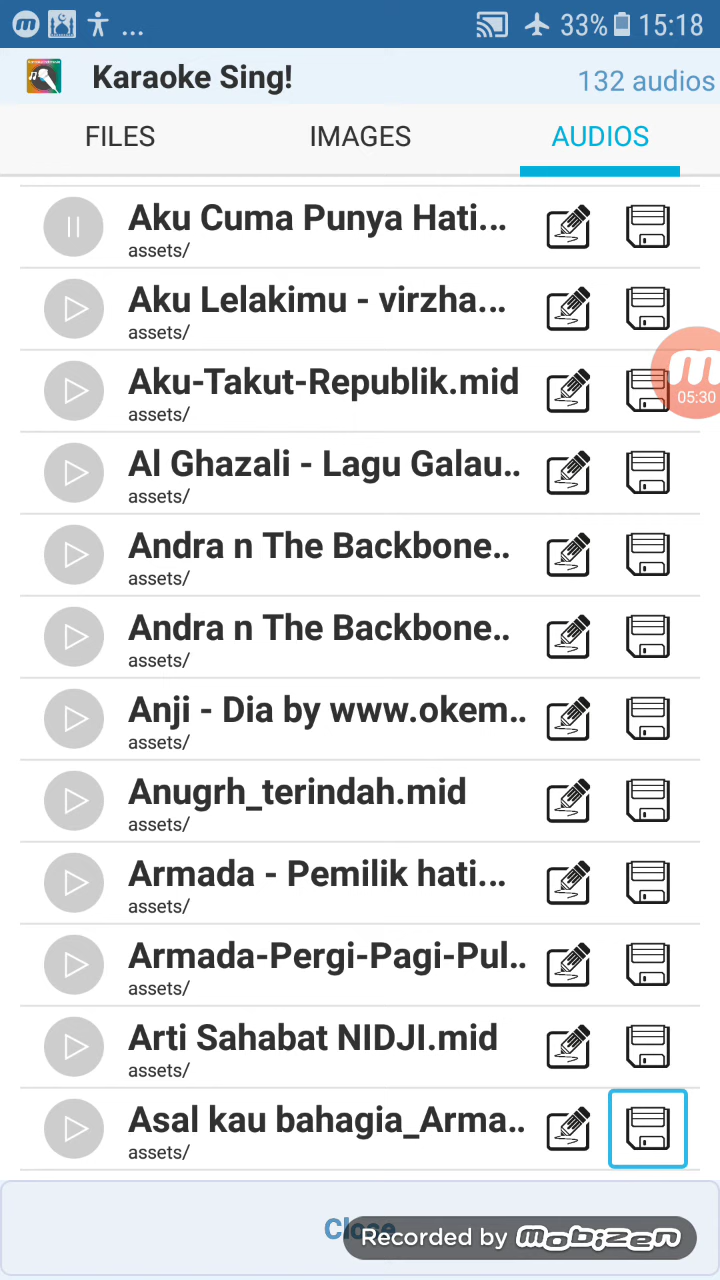 ... 33% 15:18
Karaoke Sing! 132 audios
FILES IMAGES AUDIOS
Aku Cuma Punya Hati...
assets/
Aku Lelakimu - virzha...
assets/
Aku-Takut-Republik.mid
assets/
05:30
Al Ghazali - Lagu Galau..
assets/
Andra n The Backbone..
assets/
Andra n The Backbone..
assets/
Anji - Dia by www.okem..
assets/
Anugrh_terindah.mid
assets/
Armada - Pemilik hati...
assets/
Armada-Pergi-Pagi-Pul..
assets/
Arti Sahabat NIDJI.mid
assets/
Asal kau bahagia_Arma..
assets/
Close
Recorded by mobizen